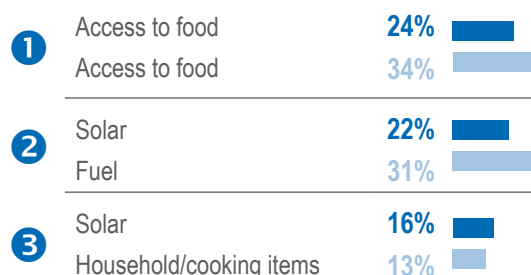 1
Access to food 24%
Access to food 34%
2
Solar 22%
Fuel 31%
3
Solar 16%
Household/cooking items 13%